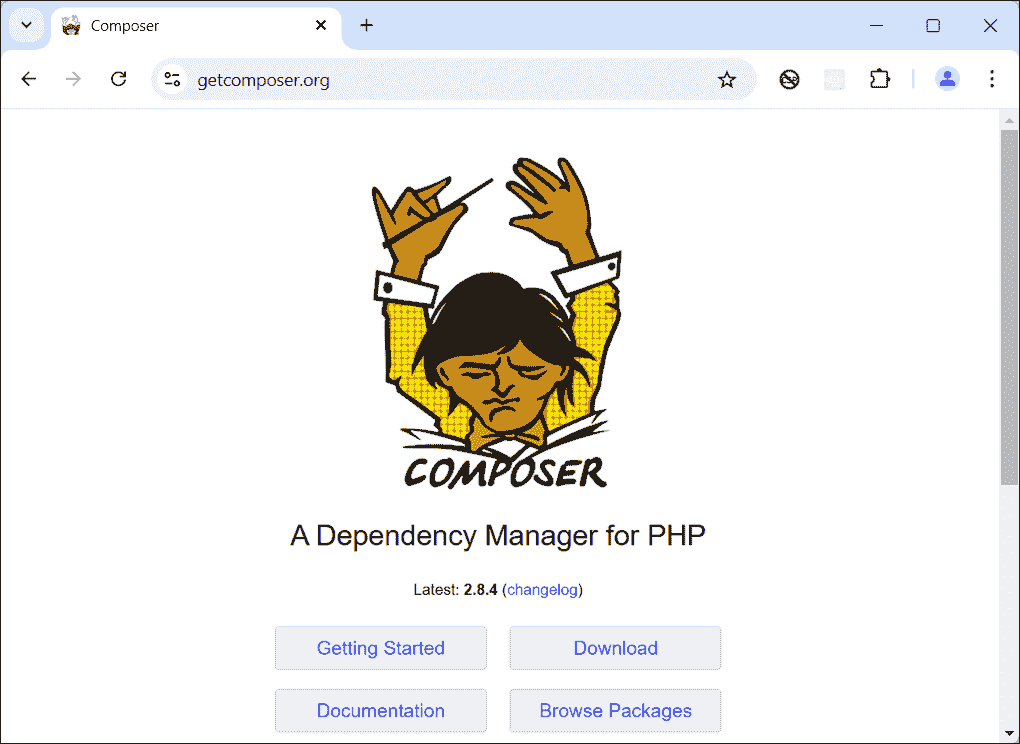 Composer
getcomposer.org
COMPOSER
A Dependency Manager for PHP
Latest: 2.8.4 (changelog)
Getting Started
Download
Documentation
Browse Packages